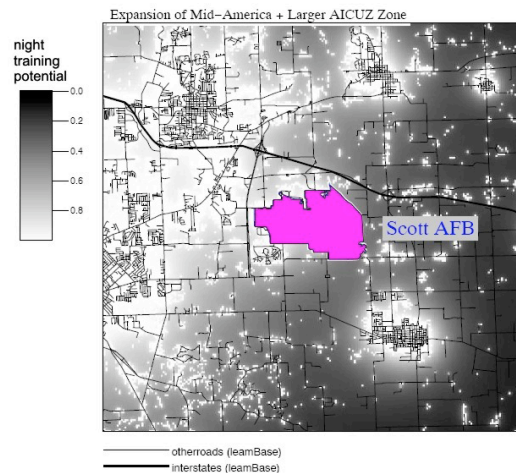 Expansion of Mid-America + Larger AICUZ Zone
night
training
potential
0.0
0.2
0.4
0.6
0.8
Scott AFB
otherroads (leamBase)
interstates (leamBase)